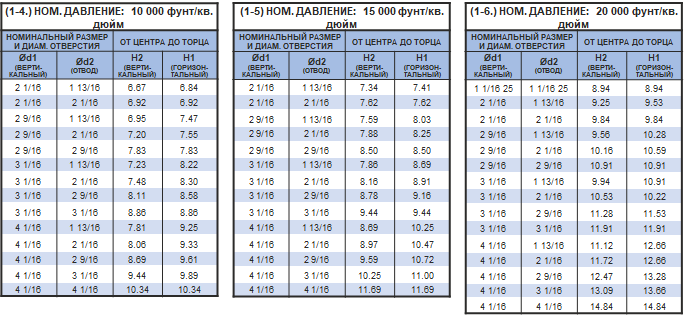 (1-4.) НОМ. ДАВЛЕНИЕ: 10 000 фунт/кв. дюйм
НОМИНАЛЬНЫЙ РАЗМЕР И ДИАМ. ОТВЕРСТИЯ ОТ ЦЕНТРА ДО ТОРЦА
Ød1 (ВЕРТИ-КАЛЬНЫЙ) Ød2 (ОТВОД) H2 (ВЕРТИ-КАЛЬНЫЙ) H1 (ГОРИЗОН-ТАЛЬНЫЙ)
2 1/16 1 13/16 6.67 6.84
2 1/16 2 1/16 6.92 6.92
2 9/16 1 13/16 6.95 7.47
2 9/16 2 1/16 7.20 7.55
2 9/16 2 9/16 7.83 7.83
3 1/16 1 13/16 7.23 8.22
3 1/16 2 1/16 7.48 8.30
3 1/16 2 9/16 8.11 8.58
3 1/16 3 1/16 8.86 8.86
4 1/16 1 13/16 7.81 9.25
4 1/16 2 1/16 8.06 9.33
4 1/16 2 9/16 8.69 9.61
4 1/16 3 1/16 9.44 9.89
4 1/16 4 1/16 10.34 10.34
(1-5) НОМ. ДАВЛЕНИЕ: 15 000 фунт/кв. дюйм
НОМИНАЛЬНЫЙ РАЗМЕР И ДИАМ. ОТВЕРСТИЯ ОТ ЦЕНТРА ДО ТОРЦА
Ød1 (ВЕРТИ-КАЛЬНЫЙ) Ød2 (ОТВОД) H2 (ВЕРТИ-КАЛЬНЫЙ) H1 (ГОРИЗОН-ТАЛЬНЫЙ)
2 1/16 1 13/16 7.34 7.41
2 1/16 2 1/16 7.62 7.62
2 9/16 1 13/16 7.59 8.03
2 9/16 2 1/16 7.88 8.25
2 9/16 2 9/16 8.50 8.50
3 1/16 1 13/16 7.86 8.69
3 1/16 2 1/16 8.16 8.91
3 1/16 2 9/16 8.78 9.16
3 1/16 3 1/16 9.44 9.44
4 1/16 1 13/16 8.69 10.25
4 1/16 2 1/16 8.97 10.47
4 1/16 2 9/16 9.59 10.72
4 1/16 3 1/16 10.25 11.00
4 1/16 4 1/16 11.69 11.69
(1-6.) НОМ. ДАВЛЕНИЕ: 20 000 фунт/кв. дюйм
НОМИНАЛЬНЫЙ РАЗМЕР И ДИАМ. ОТВЕРСТИЯ ОТ ЦЕНТРА ДО ТОРЦА
Ød1 (ВЕРТИ-КАЛЬНЫЙ) Ød2 (ОТВОД) H2 (ВЕРТИ-КАЛЬНЫЙ) H1 (ГОРИЗОН-ТАЛЬНЫЙ)
1 1/16 25 1 1/16 25 8.94 8.94
2 1/16 1 13/16 9.25 9.53
2 1/16 2 1/16 9.84 9.84
2 9/16 1 13/16 9.56 10.28
2 9/16 2 1/16 10.16 10.59
2 9/16 2 9/16 10.91 10.91
3 1/16 1 13/16 9.94 10.91
3 1/16 2 1/16 10.53 10.22
3 1/16 2 9/16 11.28 11.53
3 1/16 3 1/16 11.91 11.91
4 1/16 1 13/16 11.12 12.66
4 1/16 2 1/16 11.72 12.66
4 1/16 2 9/16 12.47 13.28
4 1/16 3 1/16 13.09 13.66
4 1/16 4 1/16 14.84 14.84